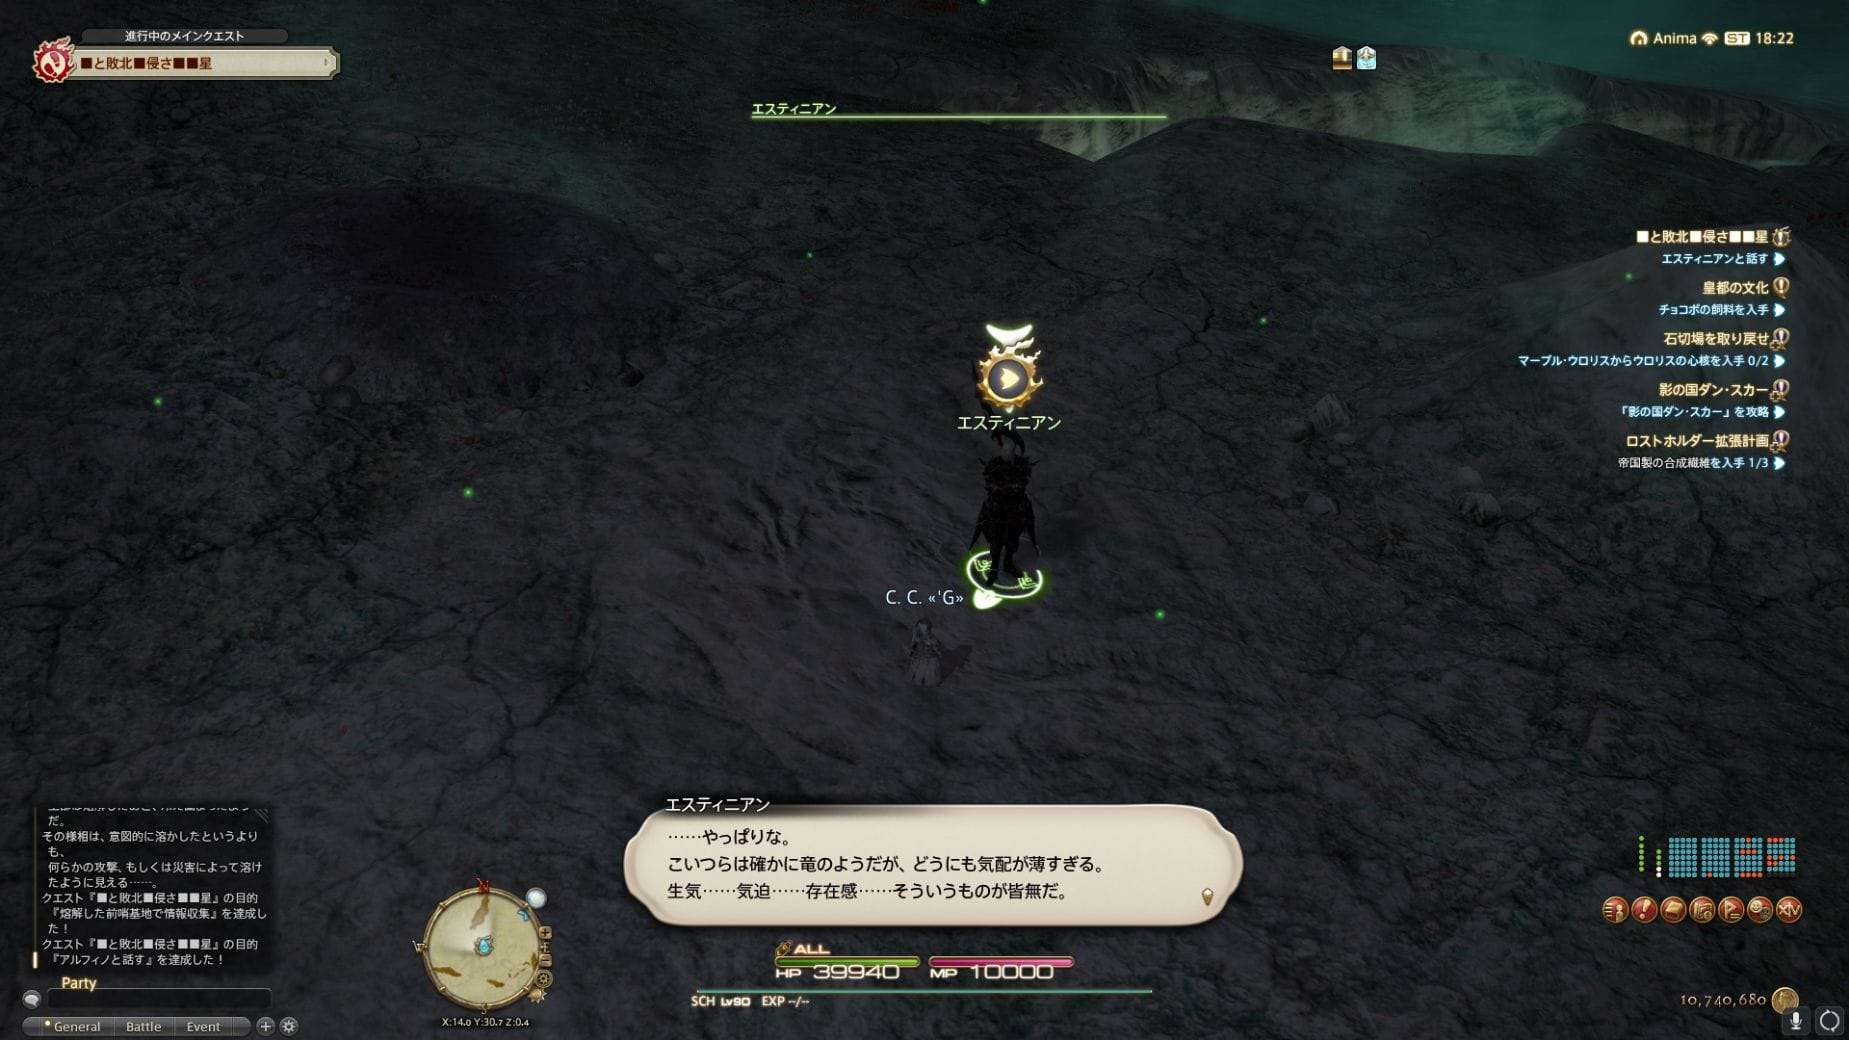 進行中のメインクエスト
■と敗北■侵さ■■星
Anima ST 18:22
エスティニアン
■と敗北■侵さ■■星
エスティニアンと話す
皇都の文化
チョコボの飼料を入手
石切場を取り戻せ
マーブル・ウロリスからウロリスの心核を入手 0/2
影の国ダン・スカー
「影の国ダン・スカー」を攻略
ロストホルダー拡張計画
帝国製の合成繊維を入手 1/3
エスティニアン
C. C. «'G»
エスティニアン
……やっぱりな。
こいつらは確かに竜のようだが、どうにも気配が薄すぎる。
生気……気迫……存在感……そういうものが皆無だ。
だ。
その様相は、意図的に溶かしたというより
も、
何らかの攻撃、もしくは災害によって溶け
たように見える……。
クエスト『■と敗北■侵さ■■星』の目的
『熔解した前哨基地で情報収集』を達成し
た！
クエスト『■と敗北■侵さ■■星』の目的
『アルフィノと話す』を達成した！
Party
General Battle Event
N
W
S
X:14.0 Y:30.7 Z:0.4
ALL
HP 39940 MP 10000
SCH Lv90 EXP --/--
XIV
10,740,680